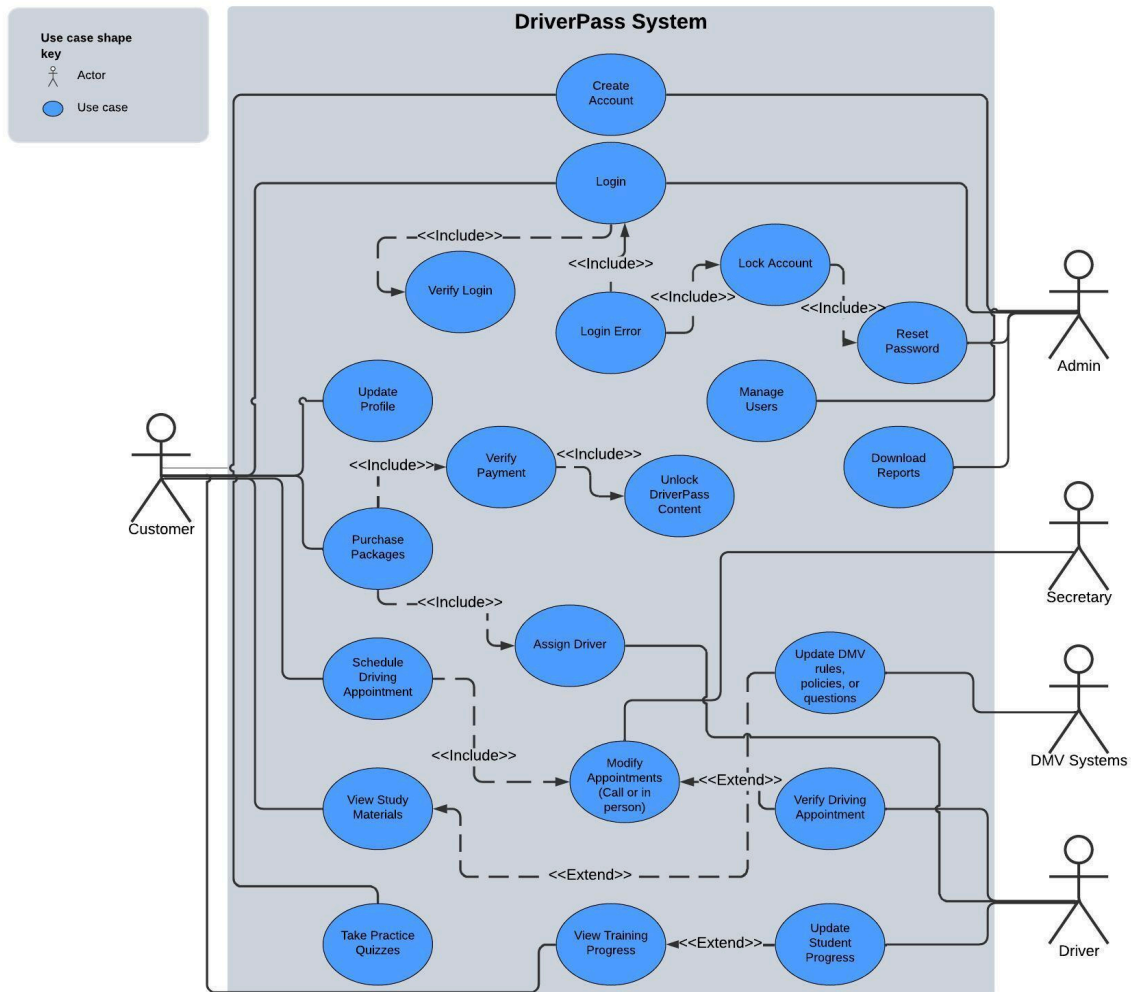 DriverPass System
Use case shape
key
Actor
Use case
Create
Account
Login
<<Include>>
Verify Login
<<Include>>
Login Error
<<Include>>
Lock Account
<<Include>>
Reset
Password
Admin
Update
Profile
Manage
Users
Customer
<<Include>>
Verify
Payment
<<Include>>
Unlock
DriverPass
Content
Download
Reports
Purchase
Packages
Secretary
<<Include>>
Assign Driver
Schedule
Driving
Appointment
Update DMV
rules,
policies, or
questions
DMV Systems
<<Include>>
Modify
Appointments
(Call or in
person)
<<Extend>>
Verify Driving
Appointment
View Study
Materials
<<Extend>>
Take Practice
Quizzes
View Training
Progress
<<Extend>>
Update
Student
Progress
Driver